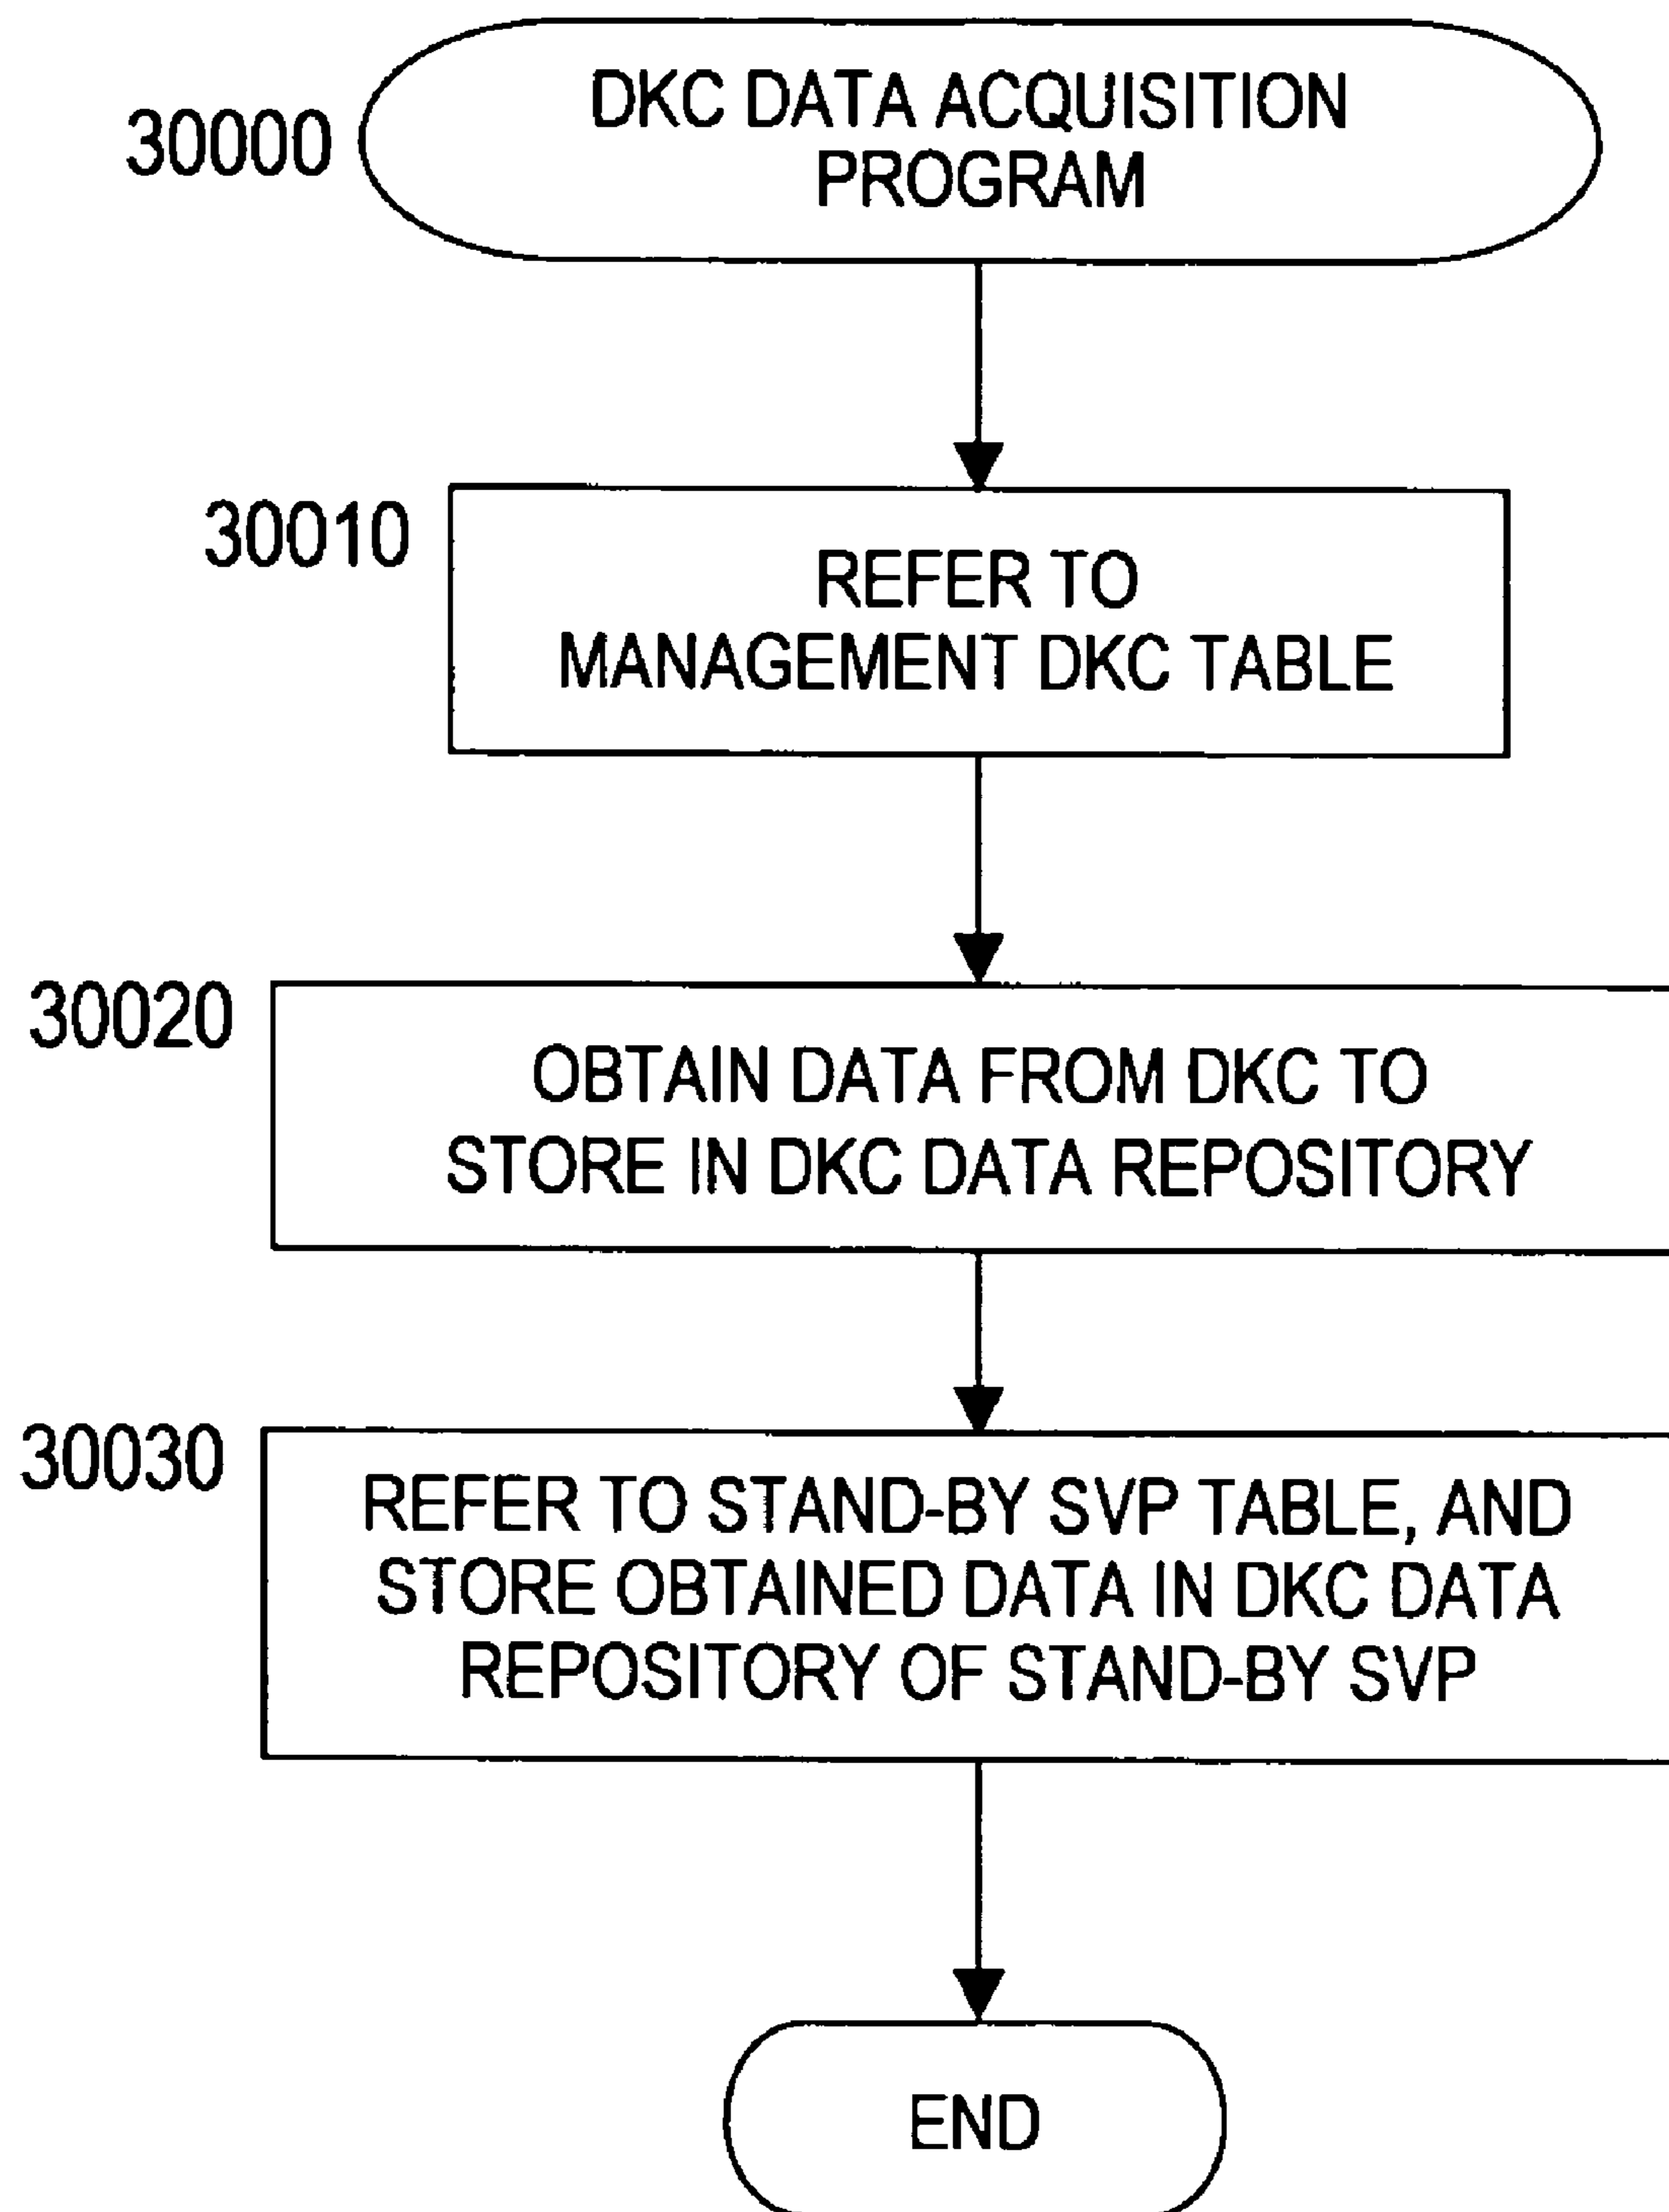 30000
DKC DATA ACQUISITION
PROGRAM
30010
REFER TO
MANAGEMENT DKC TABLE
30020
OBTAIN DATA FROM DKC TO
STORE IN DKC DATA REPOSITORY
30030
REFER TO STAND-BY SVP TABLE, AND
STORE OBTAINED DATA IN DKC DATA
REPOSITORY OF STAND-BY SVP
END